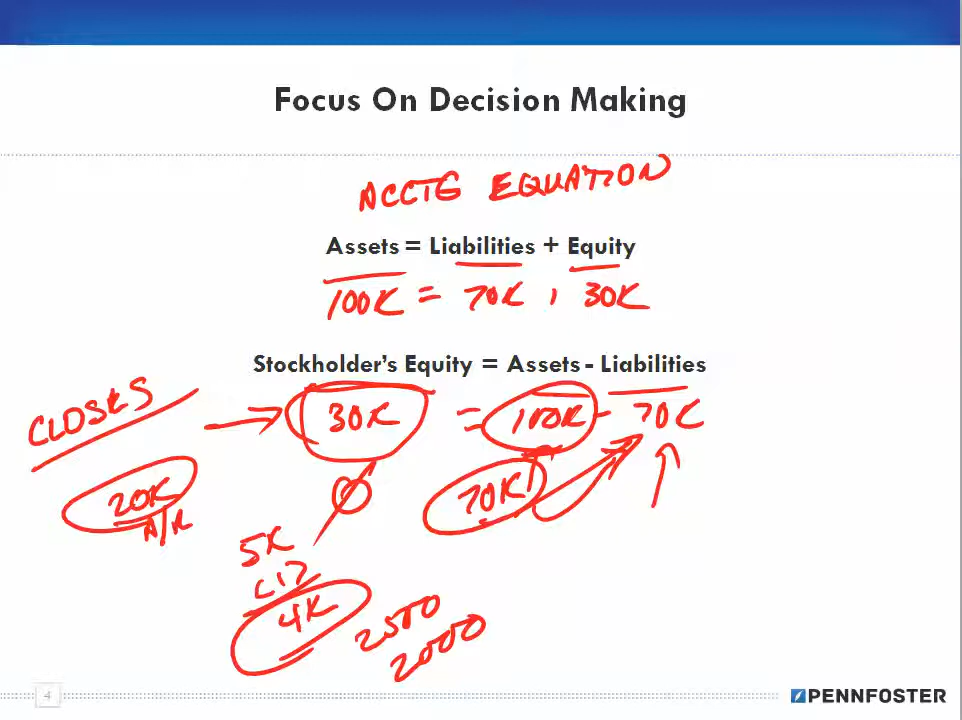 Focus On Decision Making
ACCTG EQUATION
Assets = Liabilities + Equity
100K = 70K , 30K
Stockholder's Equity = Assets - Liabilities
CLOSES
30K = 100K - 70K
20K
A/R
70K
5K
4K
2500
2000
4
PENNFOSTER